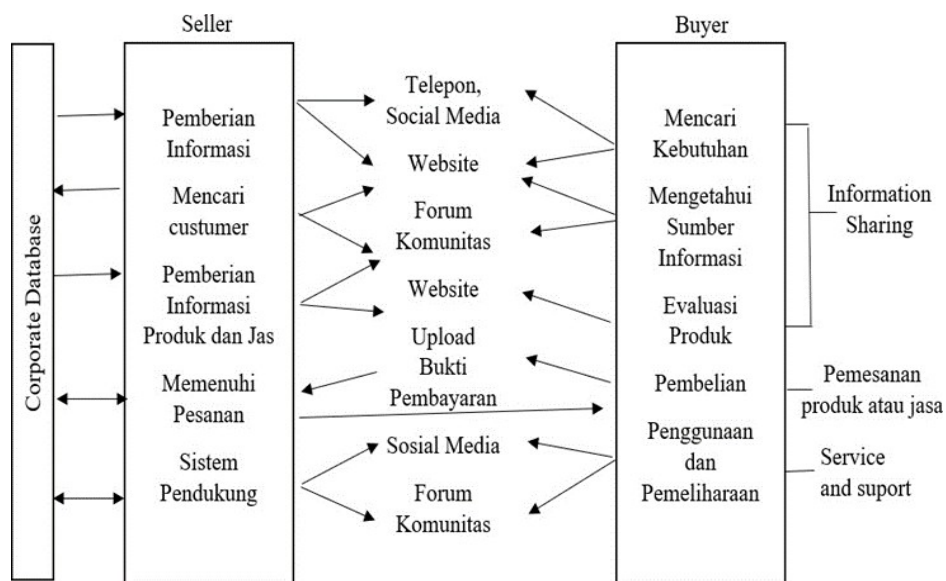 Seller
Buyer
Corporate Database
Pemberian
Informasi
Mencari
custumer
Pemberian
Informasi
Produk dan Jas
Memenuhi
Pesanan
Sistem
Pendukung
Telepon,
Social Media
Website
Forum
Komunitas
Website
Upload
Bukti
Pembayaran
Sosial Media
Forum
Komunitas
Mencari
Kebutuhan
Mengetahui
Sumber
Informasi
Evaluasi
Produk
Pembelian
Penggunaan
dan
Pemeliharaan
Information
Sharing
Pemesanan
produk atau jasa
Service
and suport